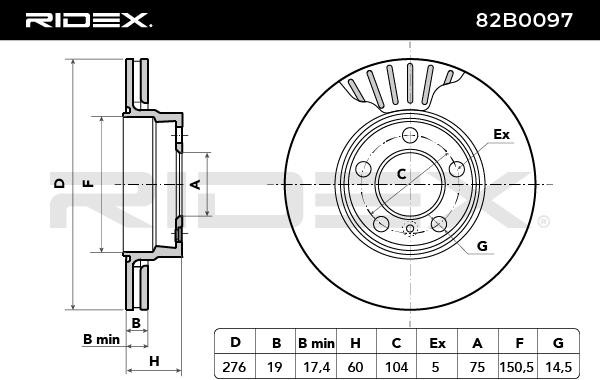 RIDEX.
82B0097
Ex
D
F
A
C
G
RIDEX®
B
B min
H
D B B min H C Ex A F G
276 19 17,4 60 104 5 75 150,5 14,5